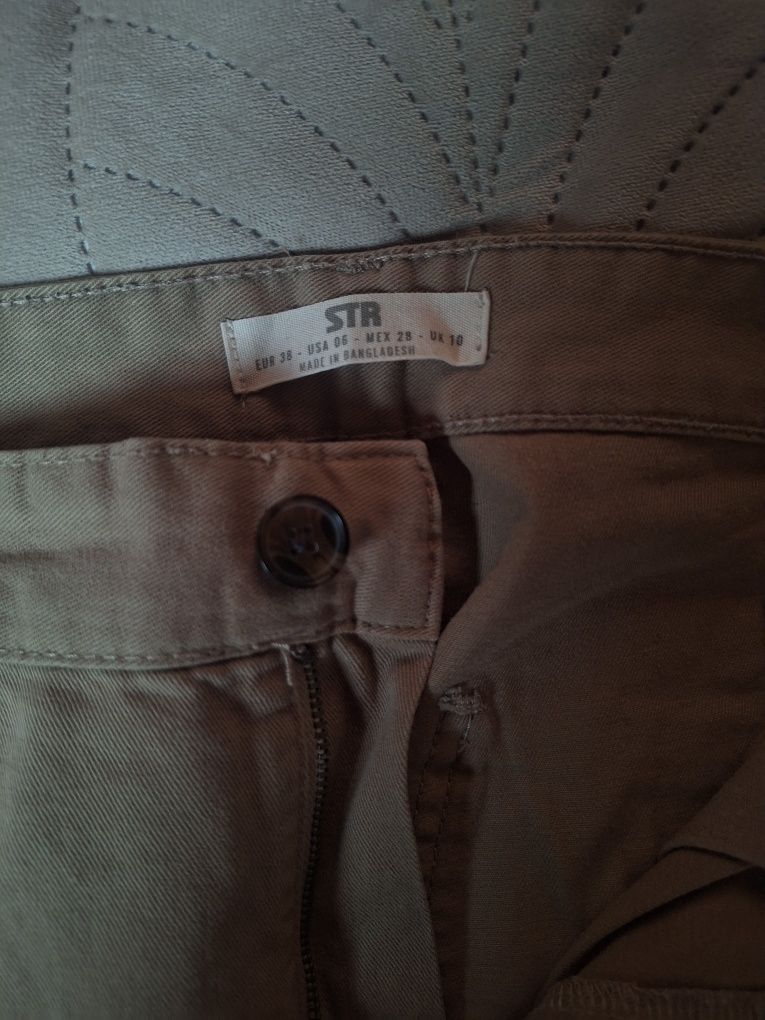 STR
EUR 38 - USA 06 - MEX 28 - UK 10
MADE IN BANGLADESH